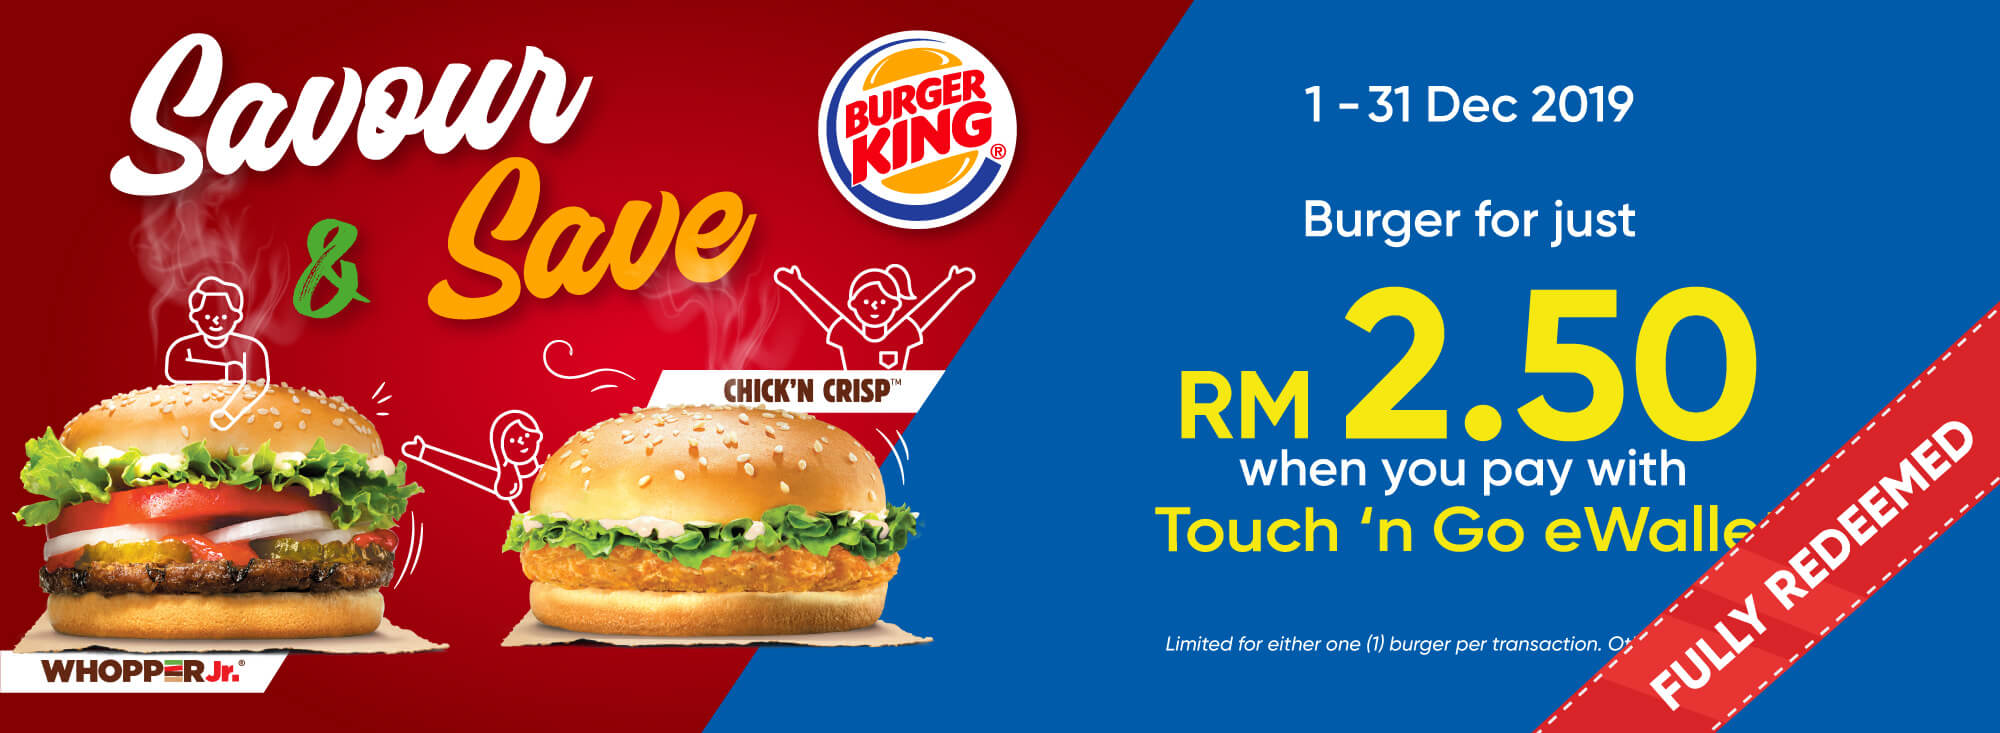 Savour
& Save
BURGER
KING®
CHICK'N CRISP™
WHOPPER Jr.®
1 - 31 Dec 2019
Burger for just
RM 2.50
when you pay with
Touch ‘n Go eWalle
Limited for either one (1) burger per transaction.
FULLY REDEEMED